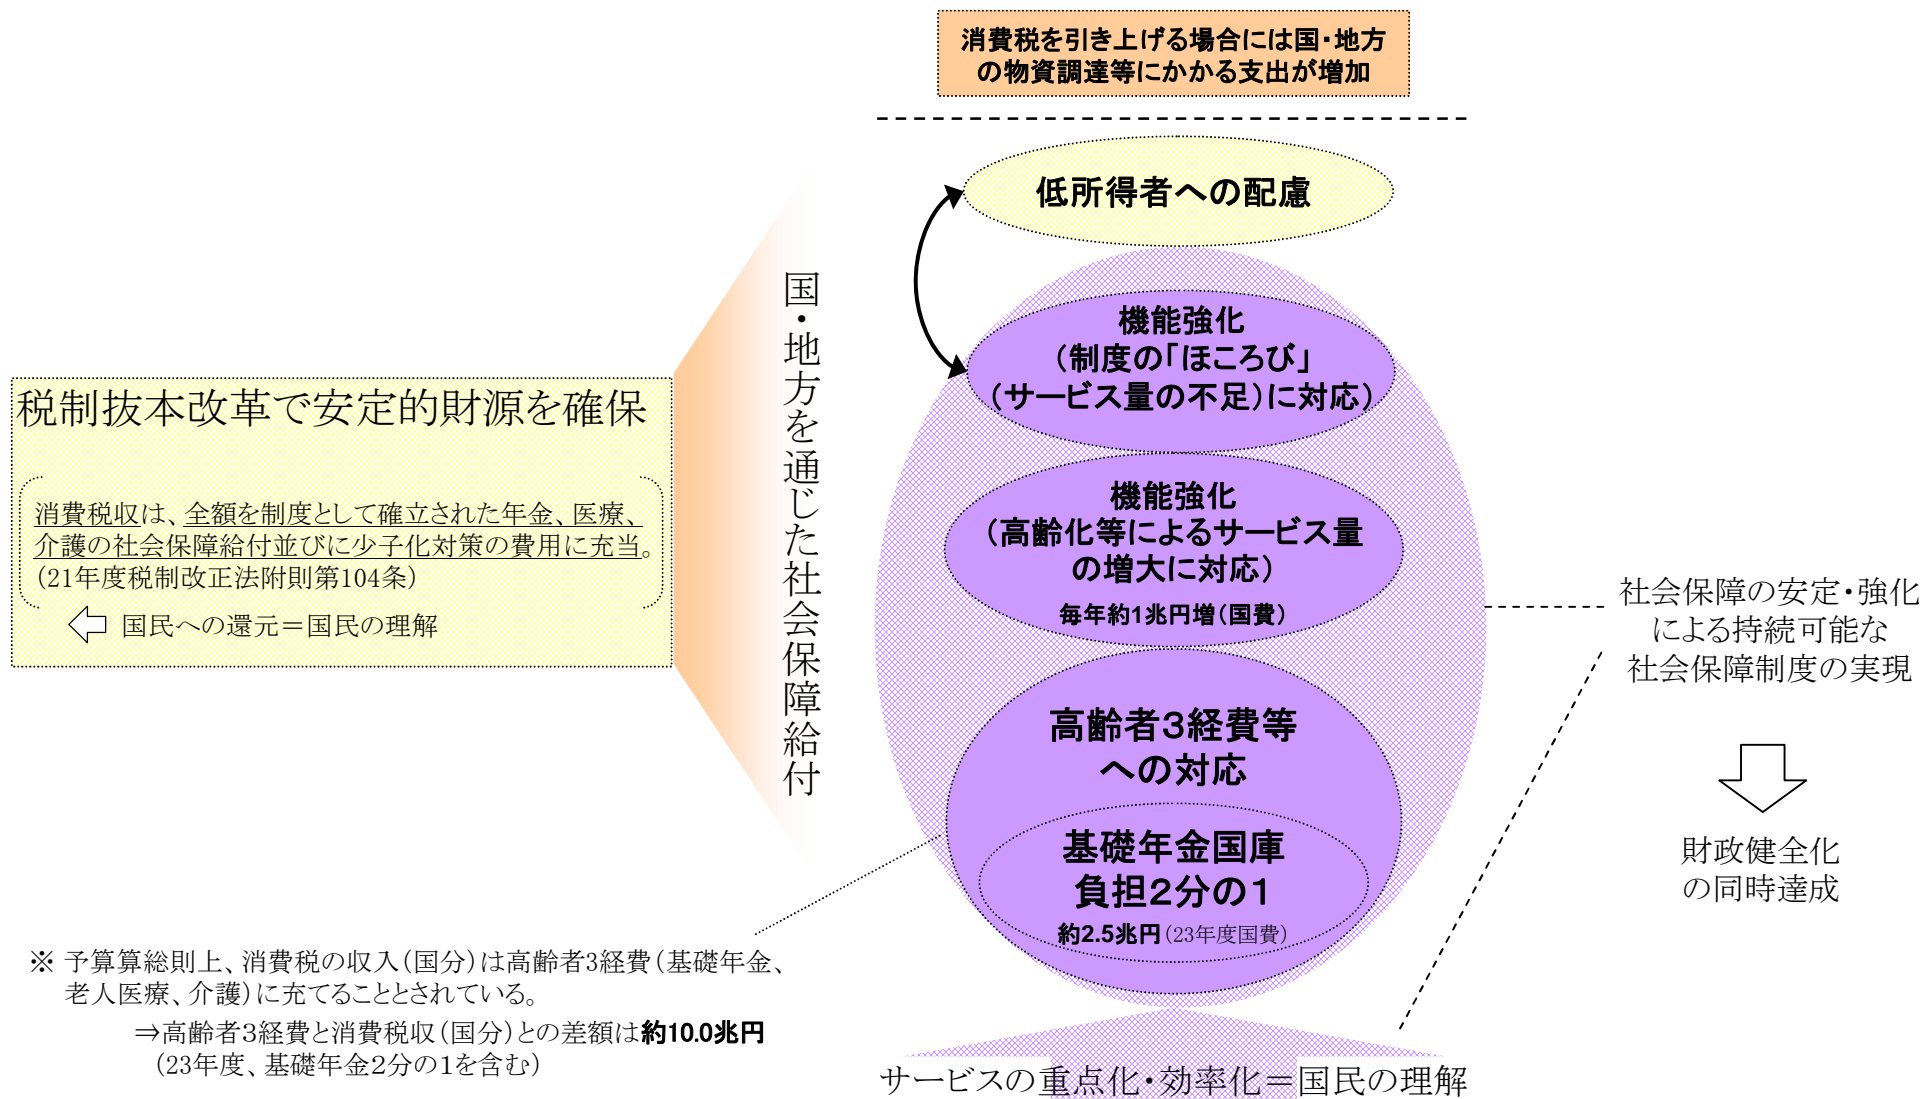 消費税を引き上げる場合には国・地方
の物資調達等にかかる支出が増加
低所得者への配慮
機能強化
（制度の「ほころび」
（サービス量の不足）に対応）
機能強化
（高齢化等によるサービス量
の増大に対応）
毎年約1兆円増（国費）
高齢者３経費等
への対応
基礎年金国庫
負担２分の１
約2.5兆円（23年度国費）
国・地方を通じた社会保障給付
税制抜本改革で安定的財源を確保
消費税収は、全額を制度として確立された年金、医療、
介護の社会保障給付並びに少子化対策の費用に充当。
（21年度税制改正法附則第104条）
国民への還元＝国民の理解
社会保障の安定・強化
による持続可能な
社会保障制度の実現
財政健全化
の同時達成
※ 予算算総則上、消費税の収入（国分）は高齢者3経費（基礎年金、
老人医療、介護）に充てることとされている。
⇒高齢者３経費と消費税収（国分）との差額は約10.0兆円
（23年度、基礎年金２分の１を含む）
サービスの重点化・効率化＝国民の理解